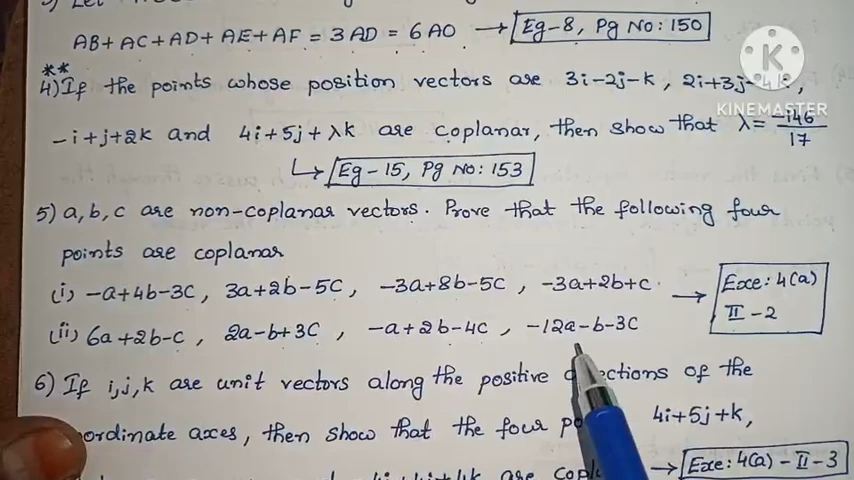 AB+AC+AD+AE+AF = 3AD = 6AO → Eg-8, Pg No: 150
**
4) If the points whose position vectors are 3i-2j-k, 2i+3j-
KINEMASTER
-i+j+2k and 4i+5j+λk are coplanar, then show that λ = -146/17
Eg-15, Pg No: 153
5) a, b, c are non-coplanar vectors. Prove that the following four
points are coplanar
(i) -a+4b-3c, 3a+2b-5c, -3a+8b-5c, -3a+2b+c → Exe: 4(a)
(ii) 6a+2b-c, 2a-b+3c, -a+2b-4c, -12a-b-3c II-2
6) If i,j,k are unit vectors along the positive directions of the
ordinate axes, then show that the four 4i+5j+k,
are → Exe: 4(a)-II-3